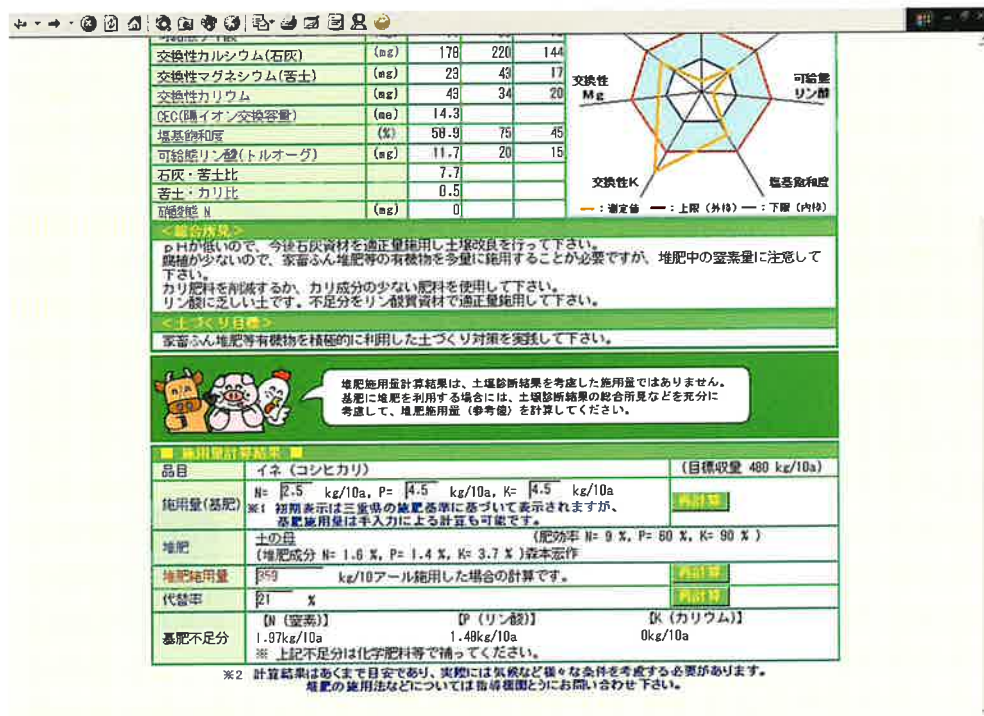 交換性カルシウム(石灰) (mg) 178 220 144
交換性マグネシウム(苦土) (mg) 23 43 17
交換性カリウム (mg) 43 34 20
CEC(陽イオン交換容量) (me) 14.3
塩基飽和度 (%) 58.9 75 45
可給態リン酸(トルオーグ) (mg) 11.7 20 15
石灰・苦土比 7.7
苦土・カリ比 0.5
硝酸態 N (mg) 0
交換性
Mg
可給量
リン酸
交換性K
塩基飽和度
―：測定値 ―：上限（外枠） ―：下限（内枠）
<総合所見>
pHが低いので、今後石灰資材を適正量施用し土壌改良を行って下さい。
腐植が少ないので、家畜ふん堆肥等の有機物を多量に施用することが必要ですが、堆肥中の窒素量に注意して
下さい。
カリ肥料を削減するか、カリ成分の少ない肥料を使用して下さい。
リン酸に乏しい土です。不足分をリン酸質資材で適正量施用して下さい。
<土づくり目標>
家畜ふん堆肥等有機物を積極的に利用した土づくり対策を実践して下さい。
堆肥施用量計算結果は、土壌診断結果を考慮した施用量ではありません。
基肥に堆肥を利用する場合には、土壌診断結果の総合所見などを充分に
考慮して、堆肥施用量（参考値）を計算してください。
■ 施用量計算結果 ■
品目 イネ（コシヒカリ） (目標収量 480 kg/10a)
施用量(基肥) N= 2.5 kg/10a, P= 4.5 kg/10a, K= 4.5 kg/10a
※1 初期表示は三重県の施肥基準に基づいて表示されますが、
基肥施用量は手入力による計算も可能です。
再計算
堆肥 土の母 (肥効率 N= 9 %, P= 60 %, K= 90 % )
(堆肥成分 N= 1.6 %, P= 1.4 %, K= 3.7 % )森本宏作
堆肥施用量 359 kg/10アール施用した場合の計算です。 再計算
代替率 21 % 再計算
基肥不足分 【N (窒素)】 【P (リン酸)】 【K (カリウム)】
1.97kg/10a 1.48kg/10a 0kg/10a
※ 上記不足分は化学肥料等で補ってください。
※2 計算結果はあくまで目安であり、実際には気候など様々な条件を考慮する必要があります。
堆肥の施用法などについては指導機関とうにお問い合わせ下さい。